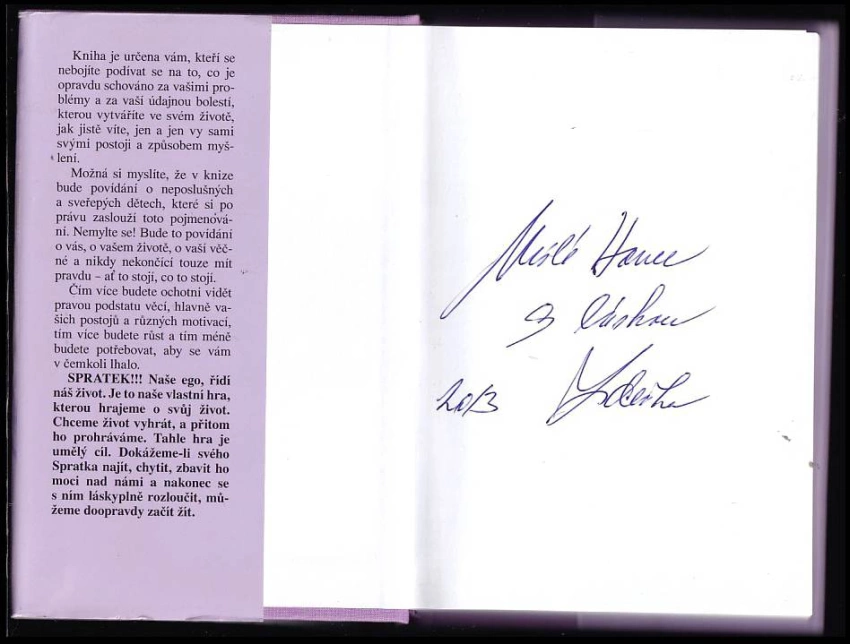 Kniha je určena vám, kteří se
nebojíte podívat se na to, co je
opravdu schováno za vašimi pro-
blémy a za vaší údajnou bolestí,
kterou vytváříte ve svém životě,
jak jistě víte, jen a jen vy sami
svými postoji a způsobem myš-
lení.
Možná si myslíte, že v knize
bude povídání o neposlušných
a sveřepých dětech, které si po
právu zaslouží toto pojmenová-
ní. Nemylte se! Bude to povídání
o vás, o vašem životě, o vaší věč-
né a nikdy nekončící touze mít
pravdu – ať to stojí, co to stojí.
Čím více budete ochotni vidět
pravou podstatu věcí, hlavně va-
šich postojů a různých motivací,
tím více budete růst a tím méně
budete potřebovat, aby se vám
v čemkoli lhalo.
SPRATEK!!! Naše ego, řídí
náš život. Je to naše vlastní hra,
kterou hrajeme o svůj život.
Chceme život vyhrát, a přitom
ho prohráváme. Tahle hra je
umělý cíl. Dokážeme-li svého
Spratka najít, chytit, zbavit ho
moci nad námi a nakonec se
s ním láskyplně rozloučit, mů-
žeme doopravdy začít žít.
Milé Hance
S láskou
2013 Zdeňka